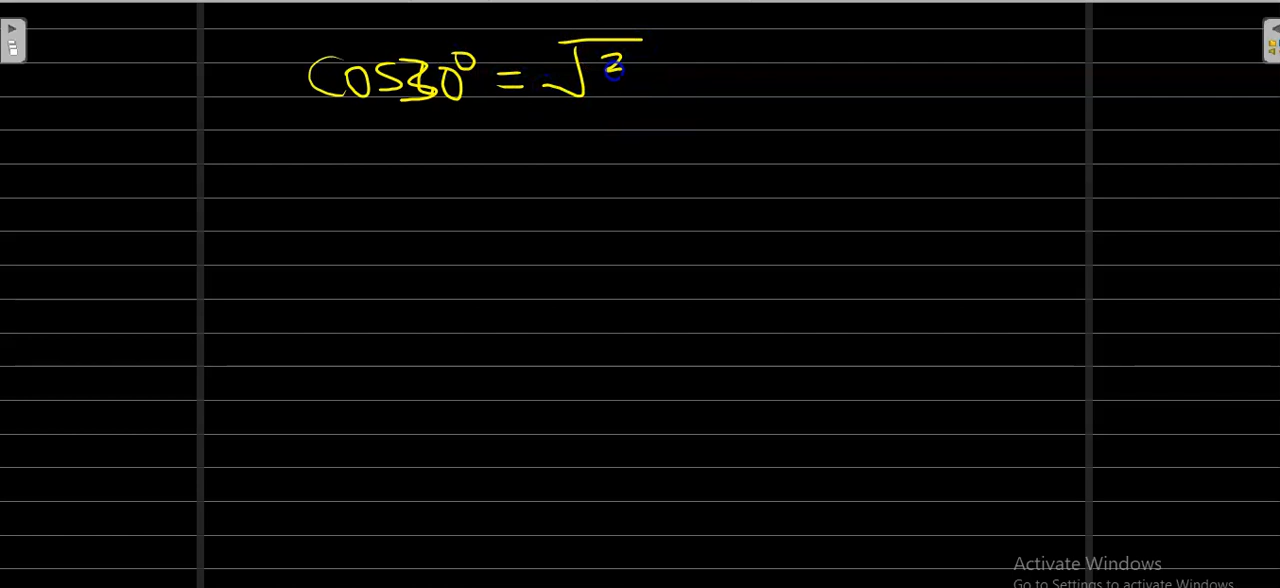 cos30° = √3
Activate Windows
Go to Settings to activate Windows.